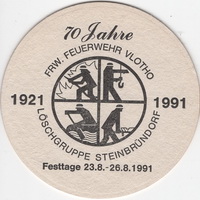 70 Jahre
FRW. FEUERWEHR VLOTHO
1921 1991
LÖSCHGRUPPE STEINBRÜNDORF
Festtage 23.8.-26.8.1991